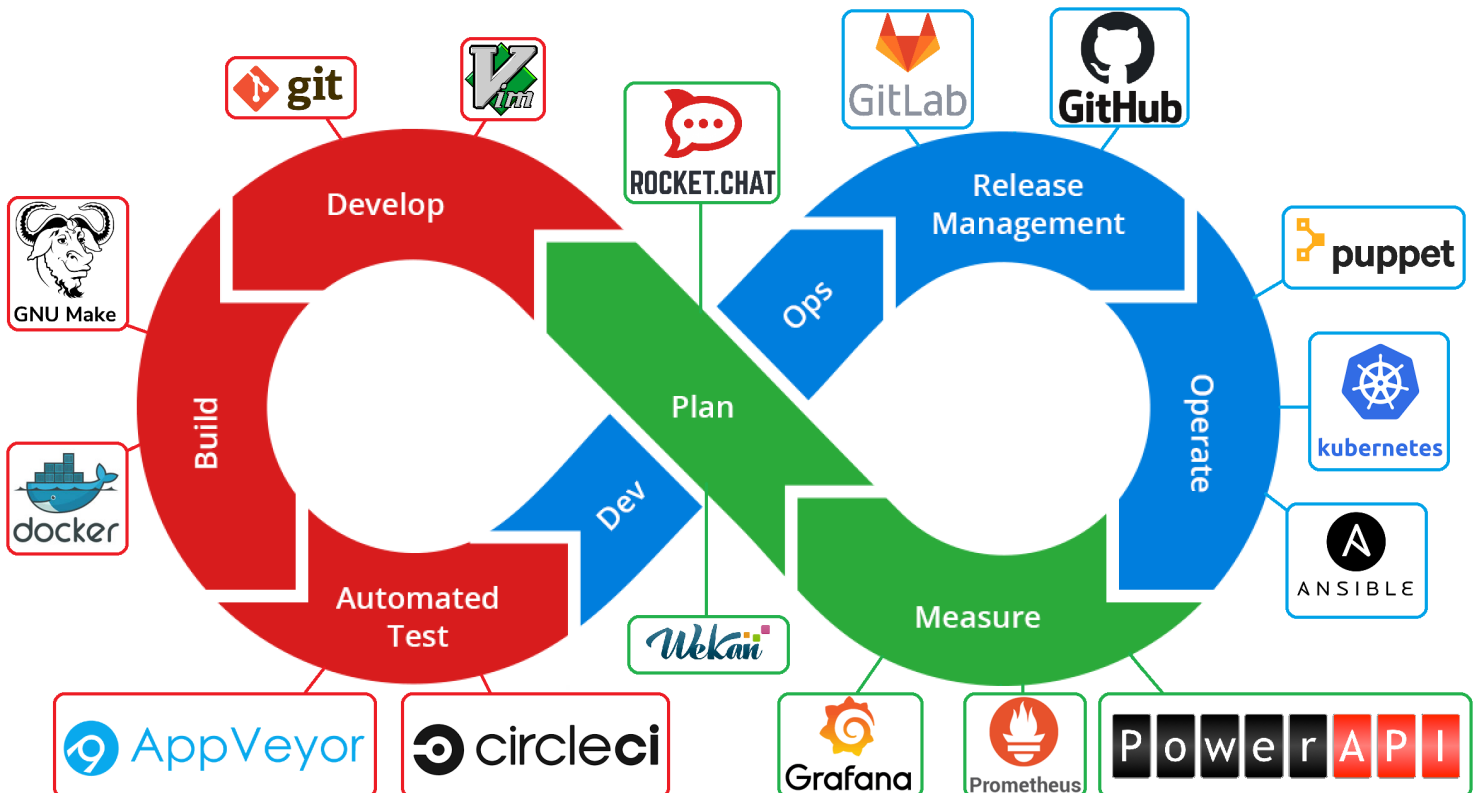 git
Vim
ROCKET.CHAT
GitLab
GitHub
Develop
Release
Management
GNU Make
puppet
Ops
Plan
Build
Operate
kubernetes
docker
Dev
ANSIBLE
Automated
Test
Measure
WeKan
AppVeyor
circleci
Grafana
Prometheus
PowerAPI